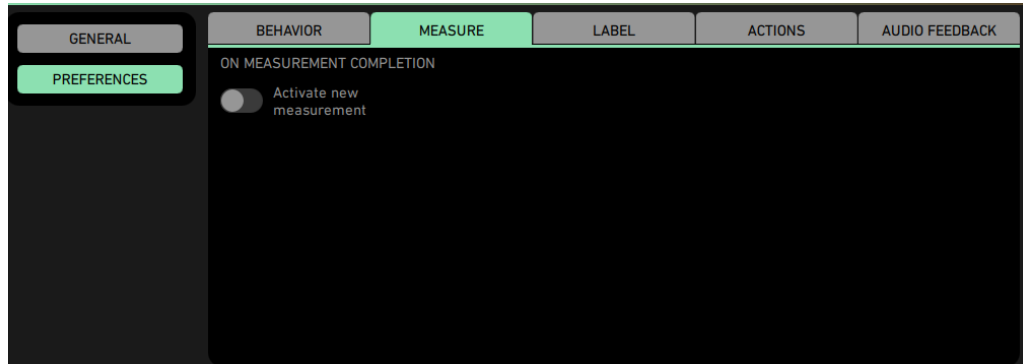 GENERAL
PREFERENCES
BEHAVIOR
MEASURE
LABEL
ACTIONS
AUDIO FEEDBACK
ON MEASUREMENT COMPLETION
Activate new
measurement